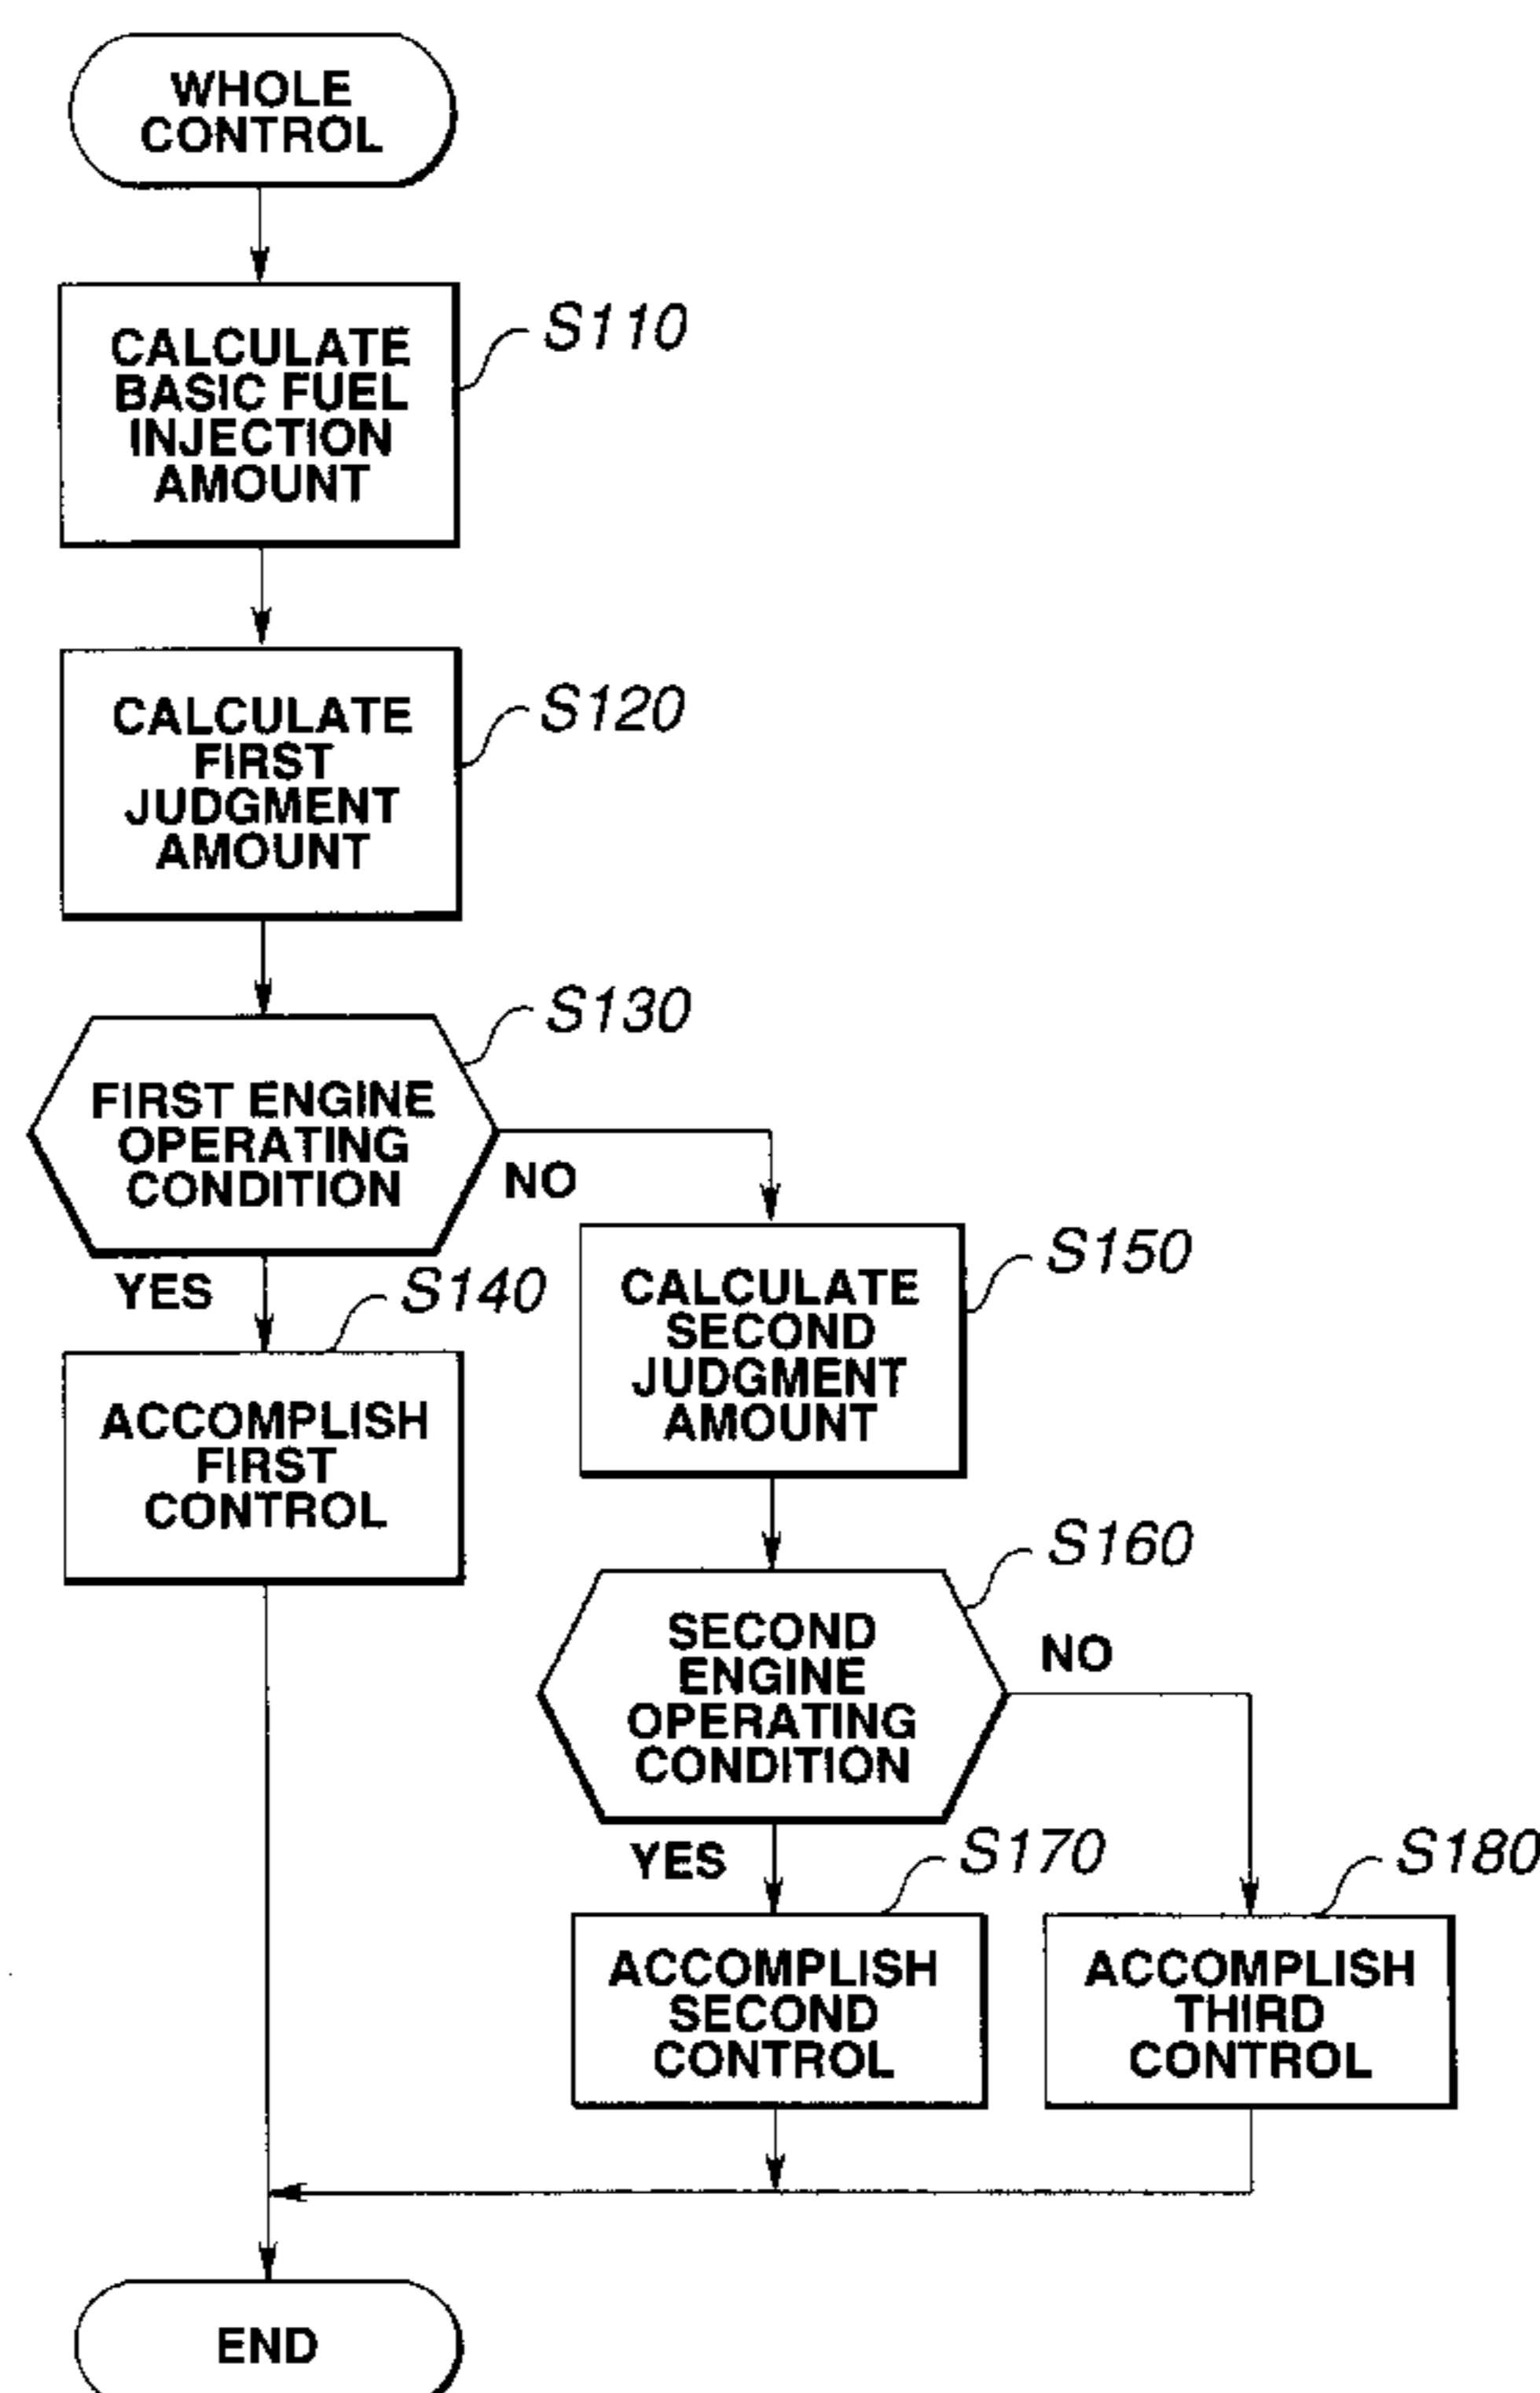 WHOLE
CONTROL
CALCULATE
BASIC FUEL
INJECTION
AMOUNT
S110
CALCULATE
FIRST
JUDGMENT
AMOUNT
S120
FIRST ENGINE
OPERATING
CONDITION
S130
NO
YES
S140
ACCOMPLISH
FIRST
CONTROL
CALCULATE
SECOND
JUDGMENT
AMOUNT
S150
SECOND
ENGINE
OPERATING
CONDITION
S160
NO
YES
S170
ACCOMPLISH
SECOND
CONTROL
S180
ACCOMPLISH
THIRD
CONTROL
END